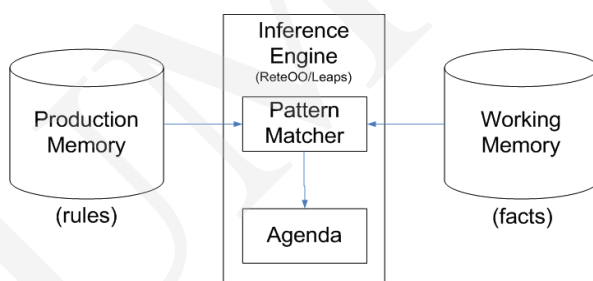 Inference
Engine
(ReteOO/Leaps)
Production
Memory
(rules)
Pattern
Matcher
Working
Memory
(facts)
Agenda